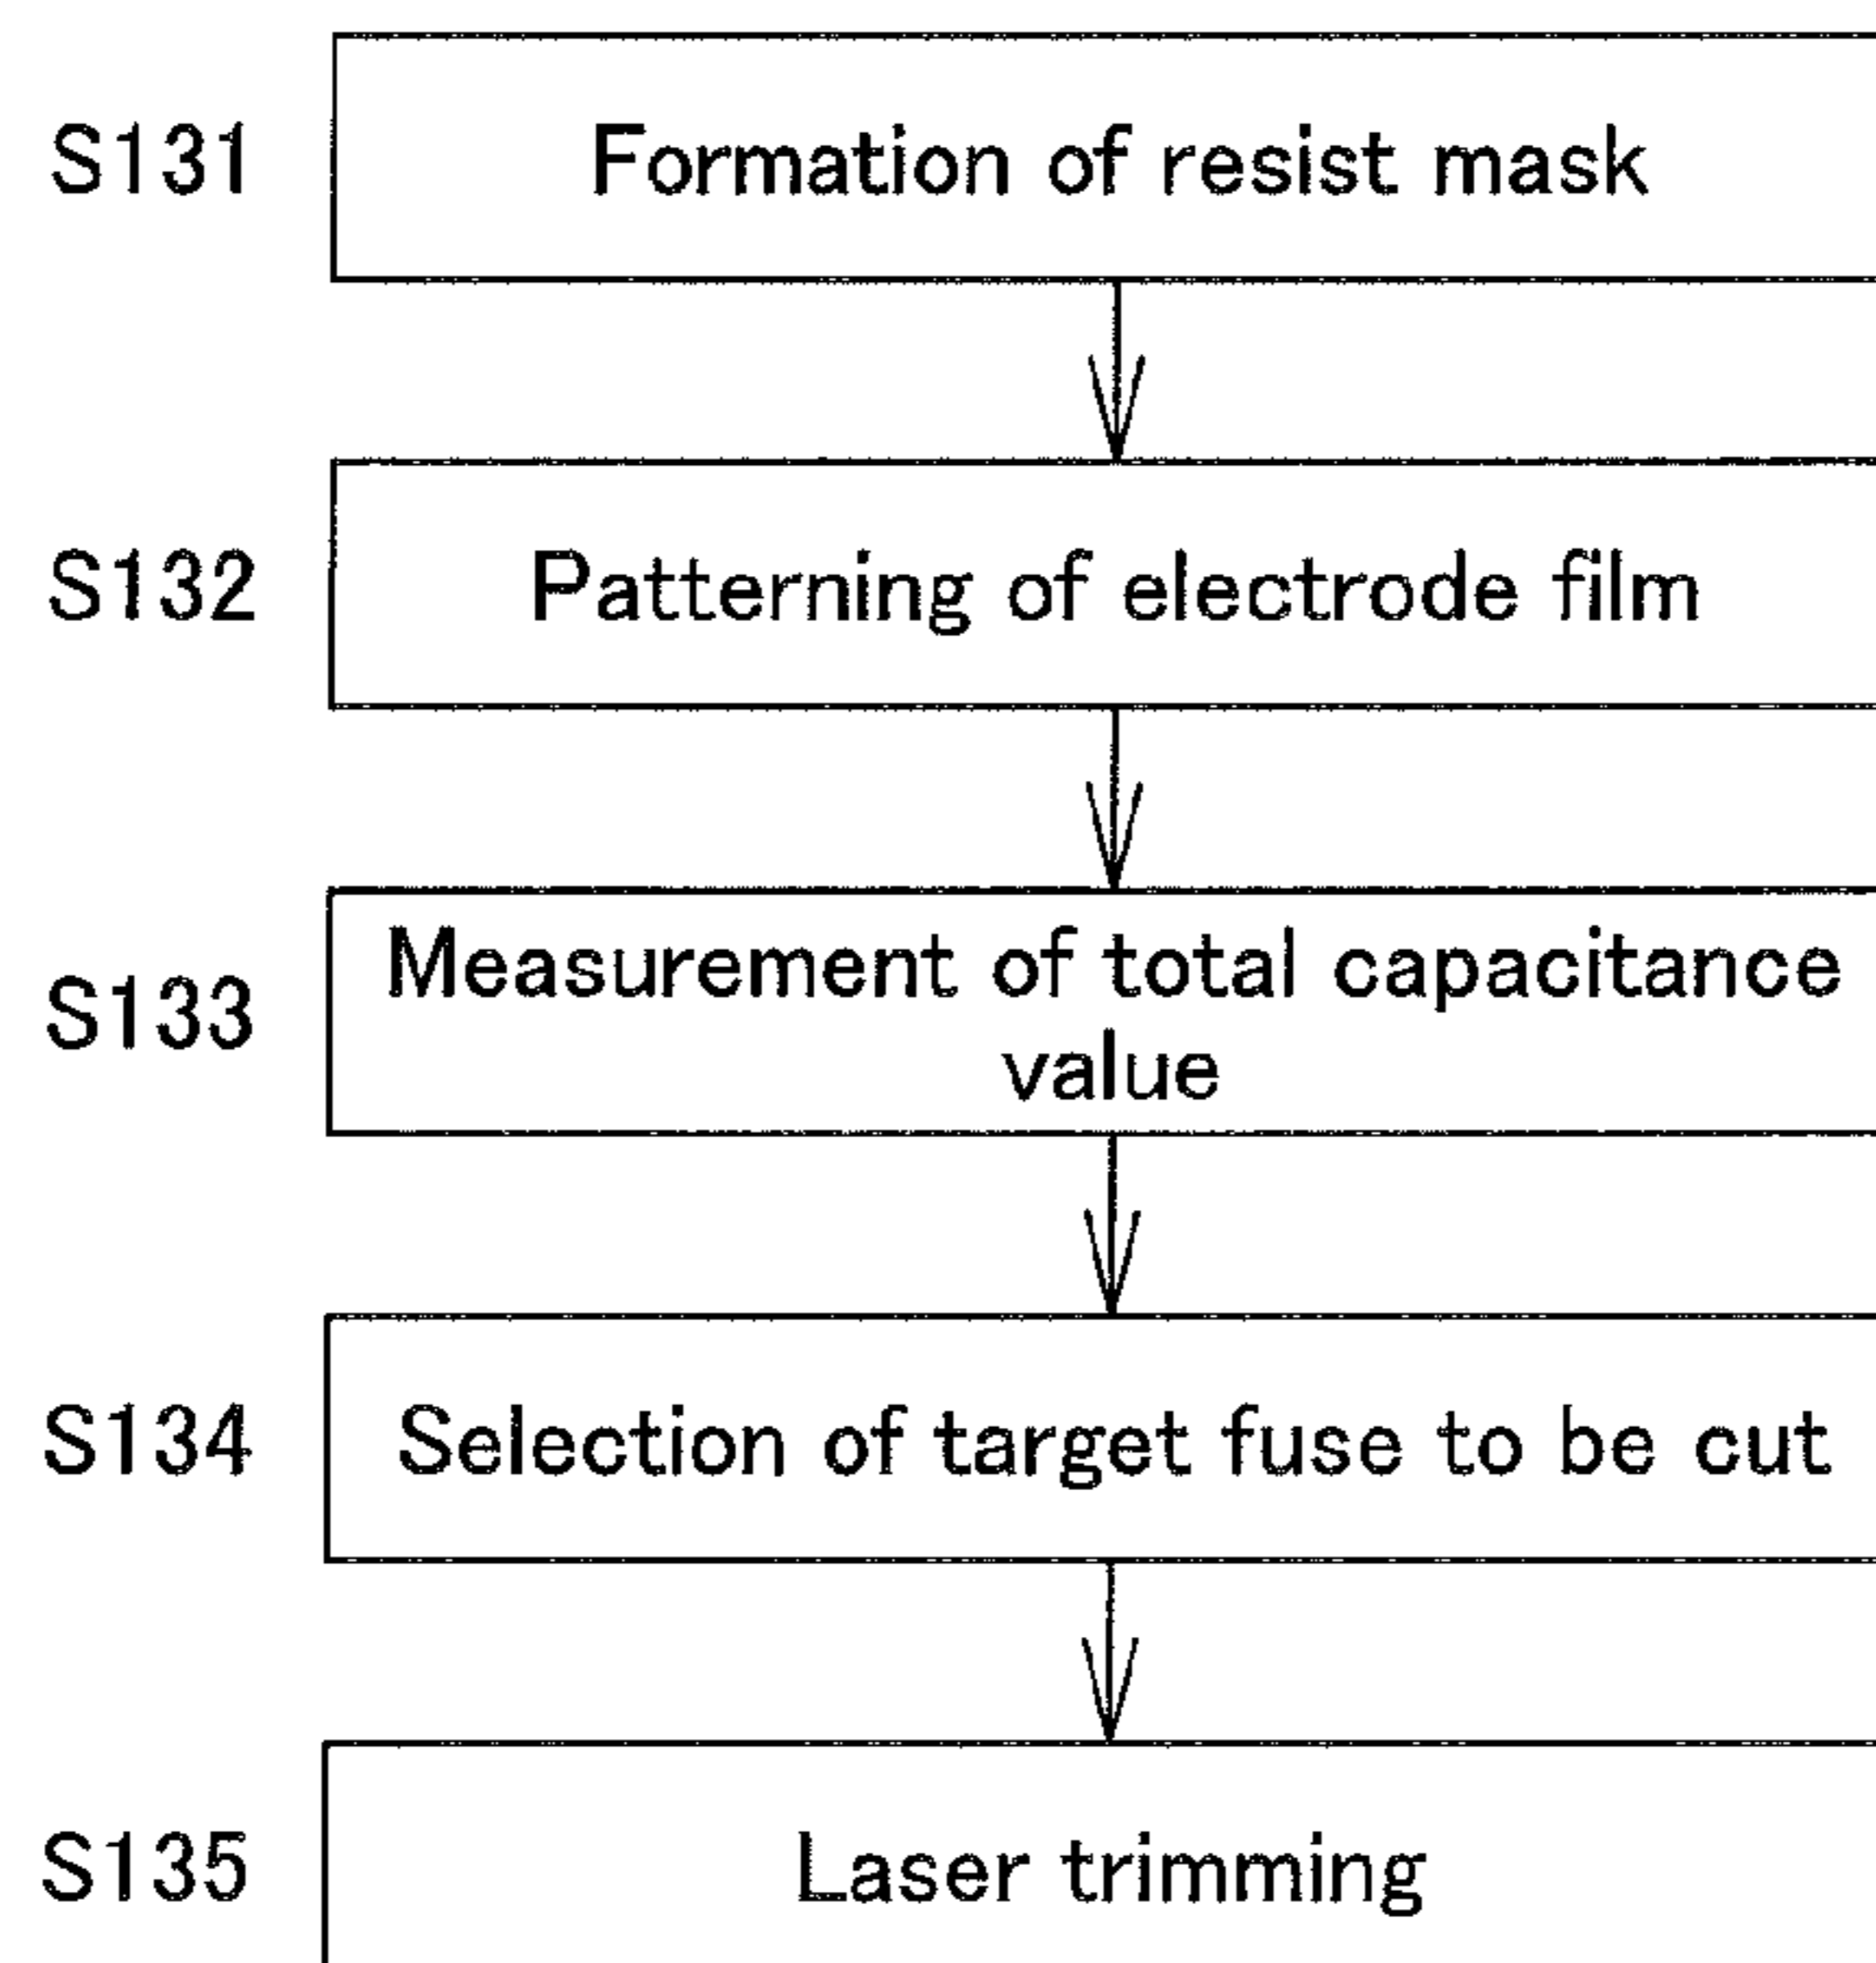 S131
Formation of resist mask
S132
Patterning of electrode film
S133
Measurement of total capacitance
value
S134
Selection of target fuse to be cut
S135
Laser trimming